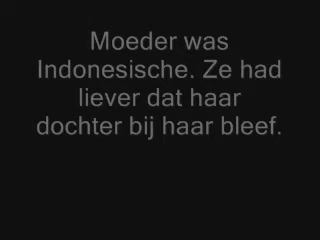 Moeder was
Indonesische. Ze had
liever dat haar
dochter bij haar bleef.